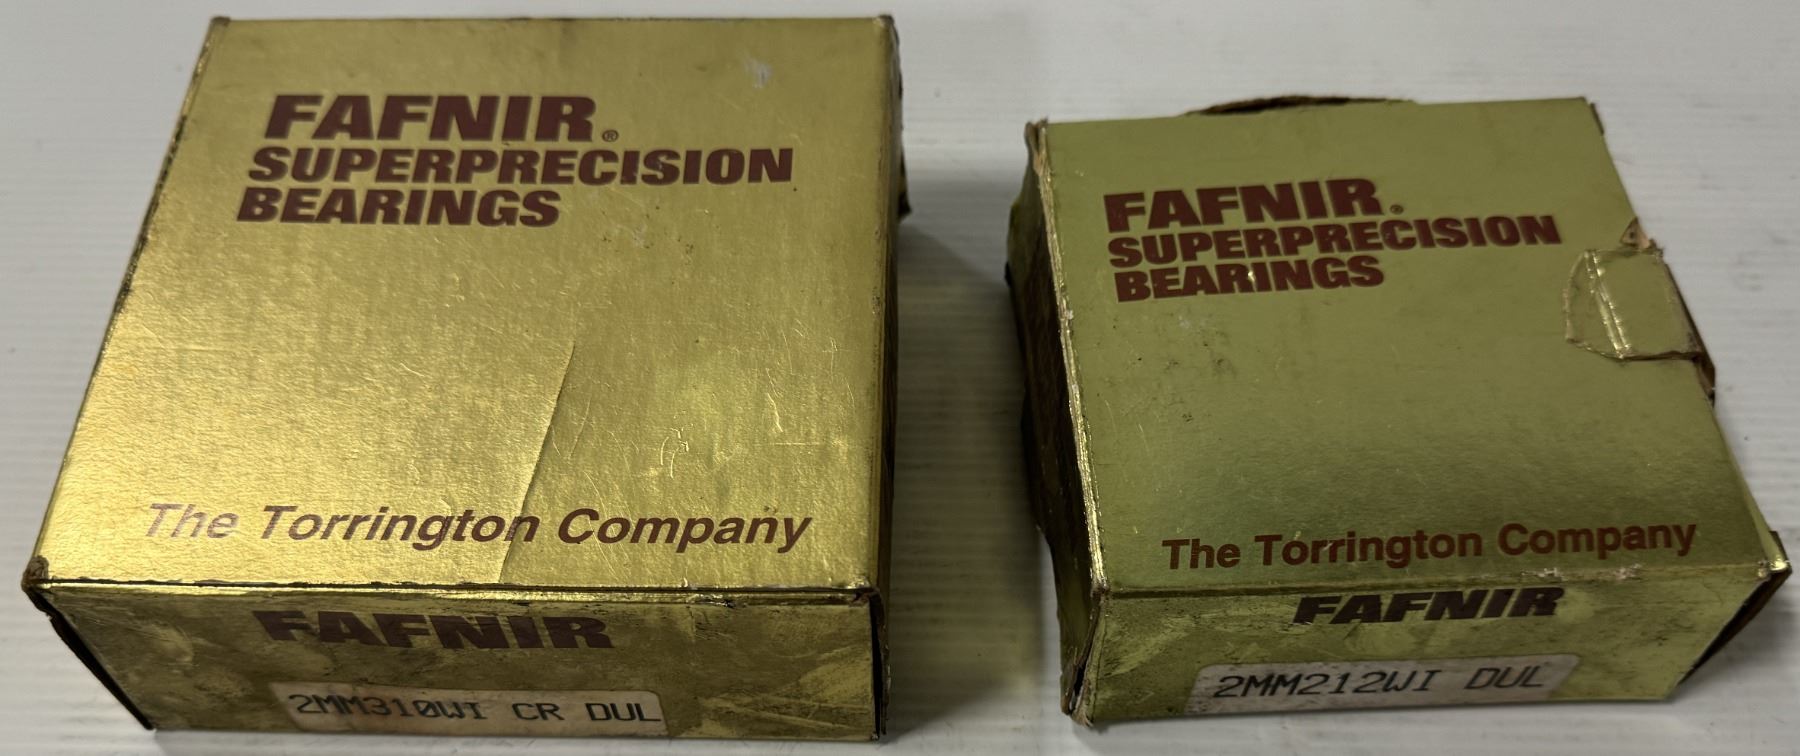 FAFNIR®
SUPERPRECISION
BEARINGS
The Torrington Company
FAFNIR
2MM310WI CR DUL
FAFNIR®
SUPERPRECISION
BEARINGS
The Torrington Company
FAFNIR
2MM212WI DUL